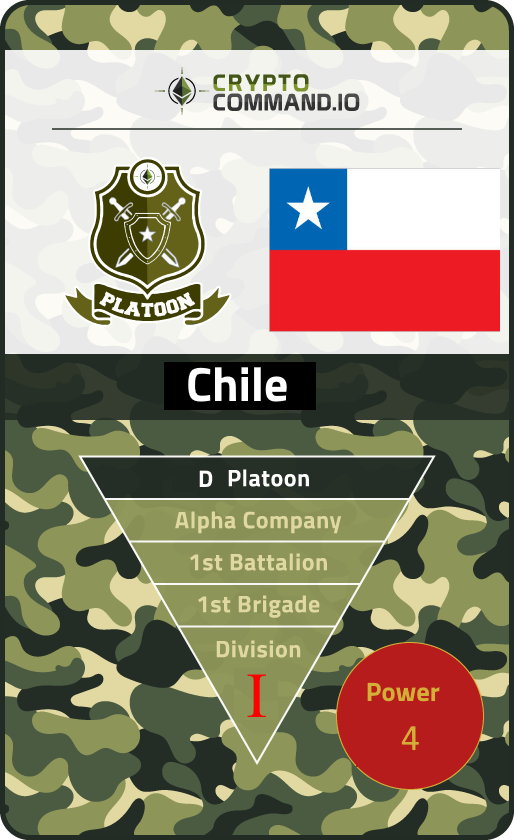 CRYPTO
COMMAND.IO
PLATOON
Chile
D Platoon
Alpha Company
1st Battalion
1st Brigade
Division
I
Power
4